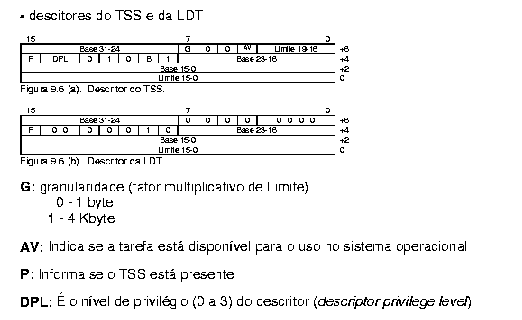 - descritores do TSS e da LDT
15 7 0
Base 31-24 G 0 0 AV Limite 19-16 +6
P DPL 0 1 0 B 1 Base 23-16 +4
Base 15-0 +2
Limite 15-0 0
Figura 9.6 (a). Descritor do TSS.
15 7 0
Base 31-24 0 0 0 0 0 0 0 0 +6
P 0 0 0 0 0 1 0 Base 23-16 +4
Base 15-0 +2
Limite 15-0 0
Figura 9.6 (b) Descritor da LDT
G: granularidade (fator multiplicativo de Limite)
0 - 1 byte
1 - 4 Kbyte
AV: Indica se a tarefa está disponível para o uso no sistema operacional
P: Informa se o TSS está presente
DPL: É o nível de privilégio (0 a 3) do descritor (descriptor privilege level)